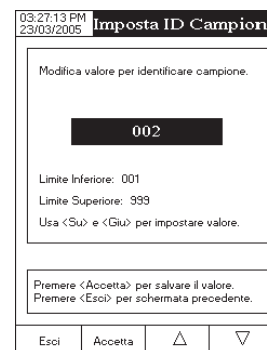 03:27:13 PM
23/03/2005
Imposta ID Campion
Modifica valore per identificare campione.
002
Limite Inferiore: 001
Limite Superiore: 999
Usa <Su> e <Giu> per impostare valore.
Premere <Accetta> per salvare il valore.
Premere <Esci> per schermata precedente.
Esci Accetta △ ▽